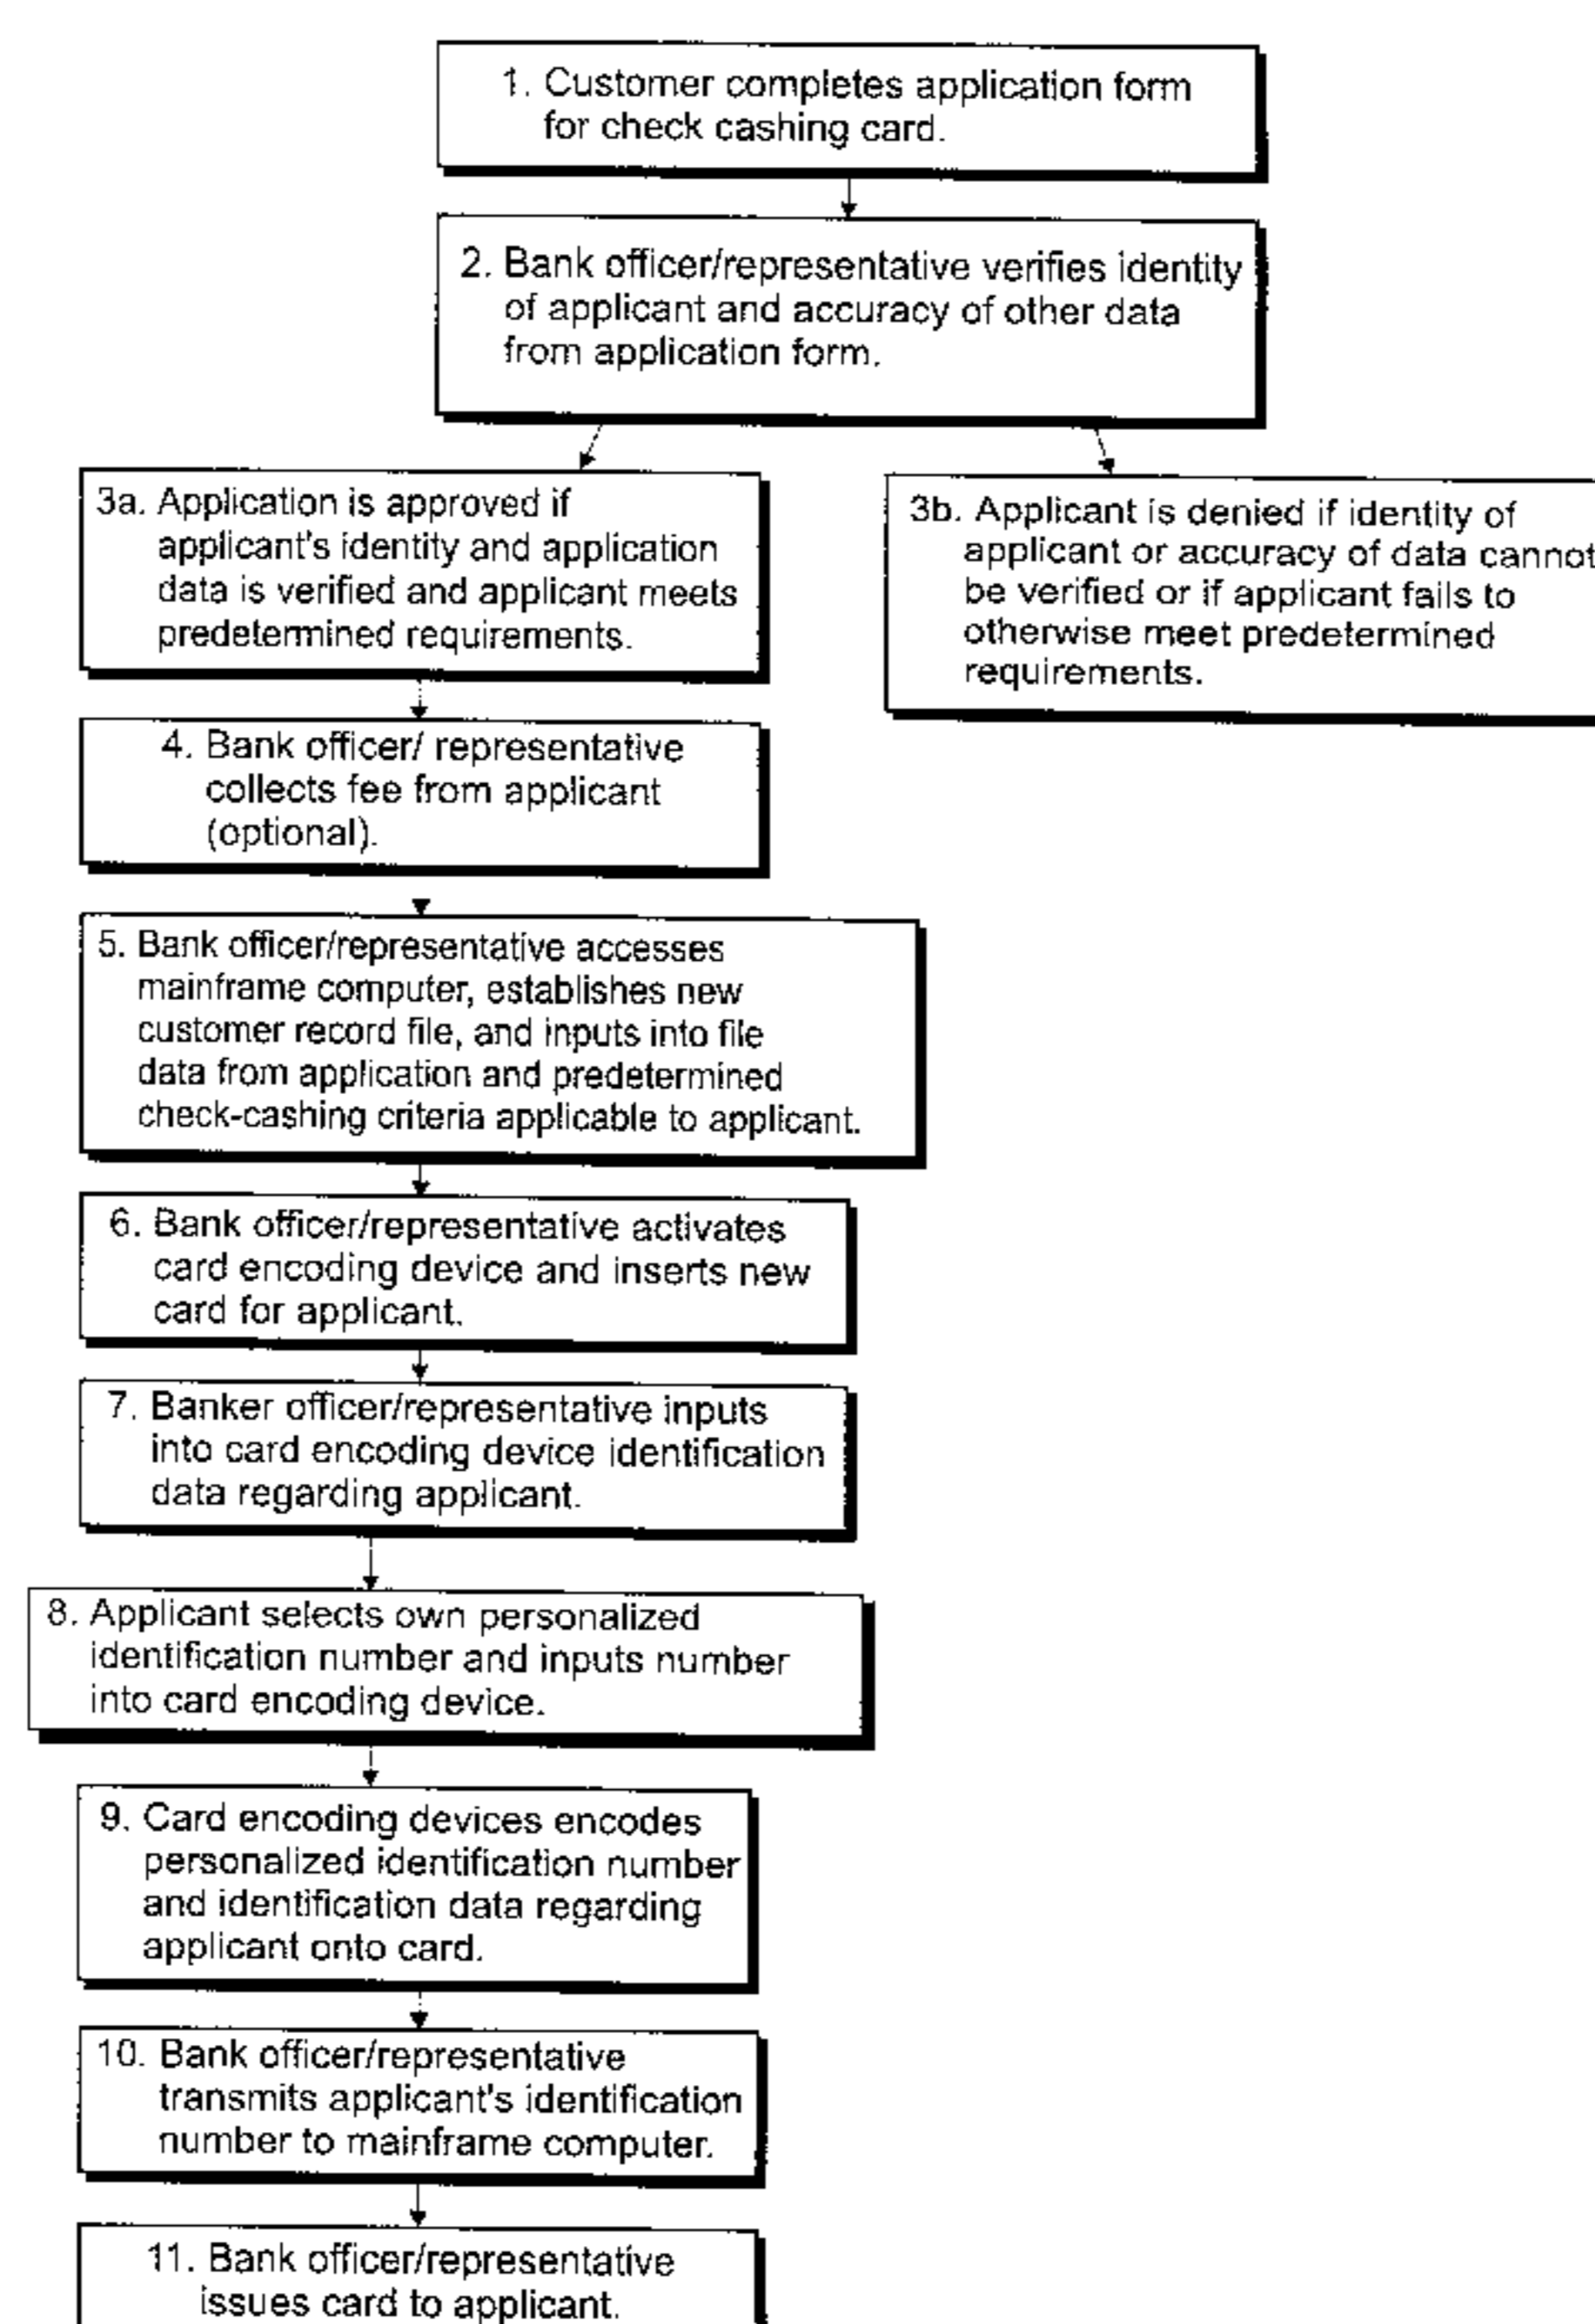 1. Customer completes application form
for check cashing card.
2. Bank officer/representative verifies identity
of applicant and accuracy of other data
from application form.
3a. Application is approved if
applicant's identity and application
data is verified and applicant meets
predetermined requirements.
3b. Applicant is denied if identity of
applicant or accuracy of data cannot
be verified or if applicant fails to
otherwise meet predetermined
requirements.
4. Bank officer/ representative
collects fee from applicant
(optional).
5. Bank officer/representative accesses
mainframe computer, establishes new
customer record file, and inputs into file
data from application and predetermined
check-cashing criteria applicable to applicant.
6. Bank officer/representative activates
card encoding device and inserts new
card for applicant.
7. Banker officer/representative inputs
into card encoding device identification
data regarding applicant.
8. Applicant selects own personalized
identification number and inputs number
into card encoding device.
9. Card encoding devices encodes
personalized identification number
and identification data regarding
applicant onto card.
10. Bank officer/representative
transmits applicant's identification
number to mainframe computer.
11. Bank officer/representative
issues card to applicant.